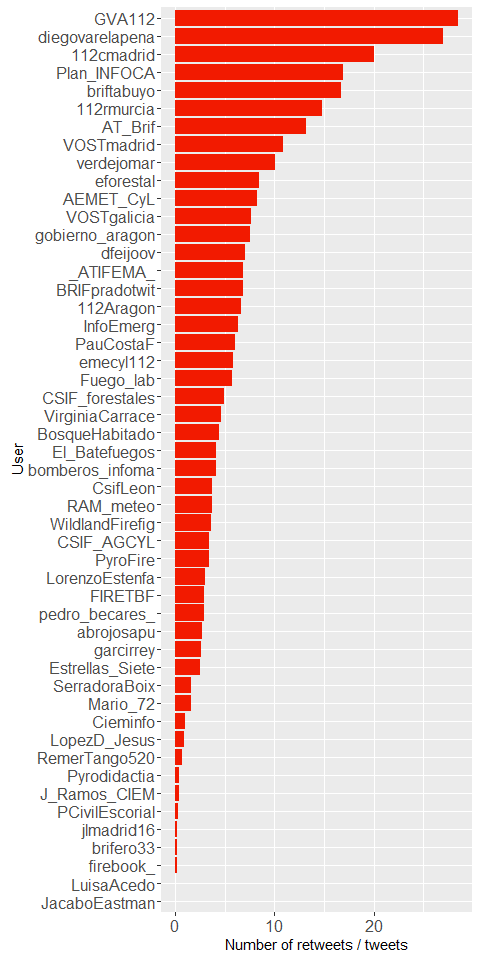 GVA112
diegovarelapena
112cmadrid
Plan_INFOCA
briftabuyo
112rmurcia
AT_Brif
VOSTmadrid
verdejomar
eforestal
AEMET_CyL
VOSTgalicia
gobierno_aragon
dfeijoov
_ATIFEMA_
BRIFpradotwit
112Aragon
InfoEmerg
PauCostaF
emecyl112
Fuego_lab
CSIF_forestales
VirginiaCarrace
BosqueHabitado
El_Batefuegos
bomberos_infoma
CsifLeon
RAM_meteo
WildlandFirefig
CSIF_AGCYL
PyroFire
LorenzoEstenfa
FIRETBF
pedro_becares_
abrojosapu
garcirrey
Estrellas_Siete
SerradoraBoix
Mario_72
Cieminfo
LopezD_Jesus
RemerTango520
Pyrodidactia
J_Ramos_CIEM
PCivilEscorial
jlmadrid16
brifero33
firebook_
LuisaAcedo
JacaboEastman
User
0 10 20
Number of retweets / tweets